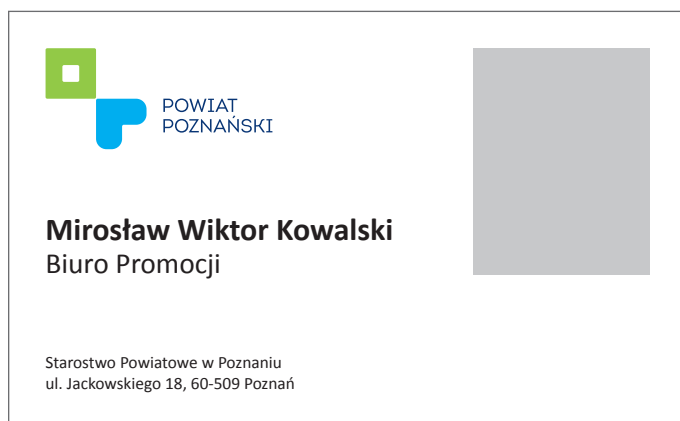 POWIAT
POZNAŃSKI
Mirosław Wiktor Kowalski
Biuro Promocji
Starostwo Powiatowe w Poznaniu
ul. Jackowskiego 18, 60-509 Poznań